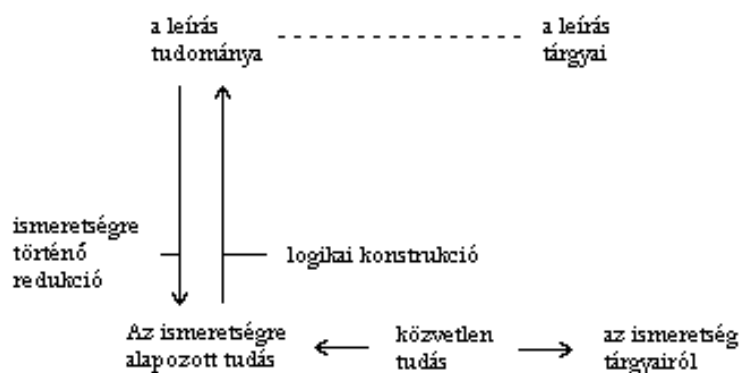 a leírás
tudománya
a leírás
tárgyai
ismeretségre
történő
redukció
logikai konstrukció
Az ismeretségre
alapozott tudás
közvetlen
tudás
az ismeretség
tárgyairól